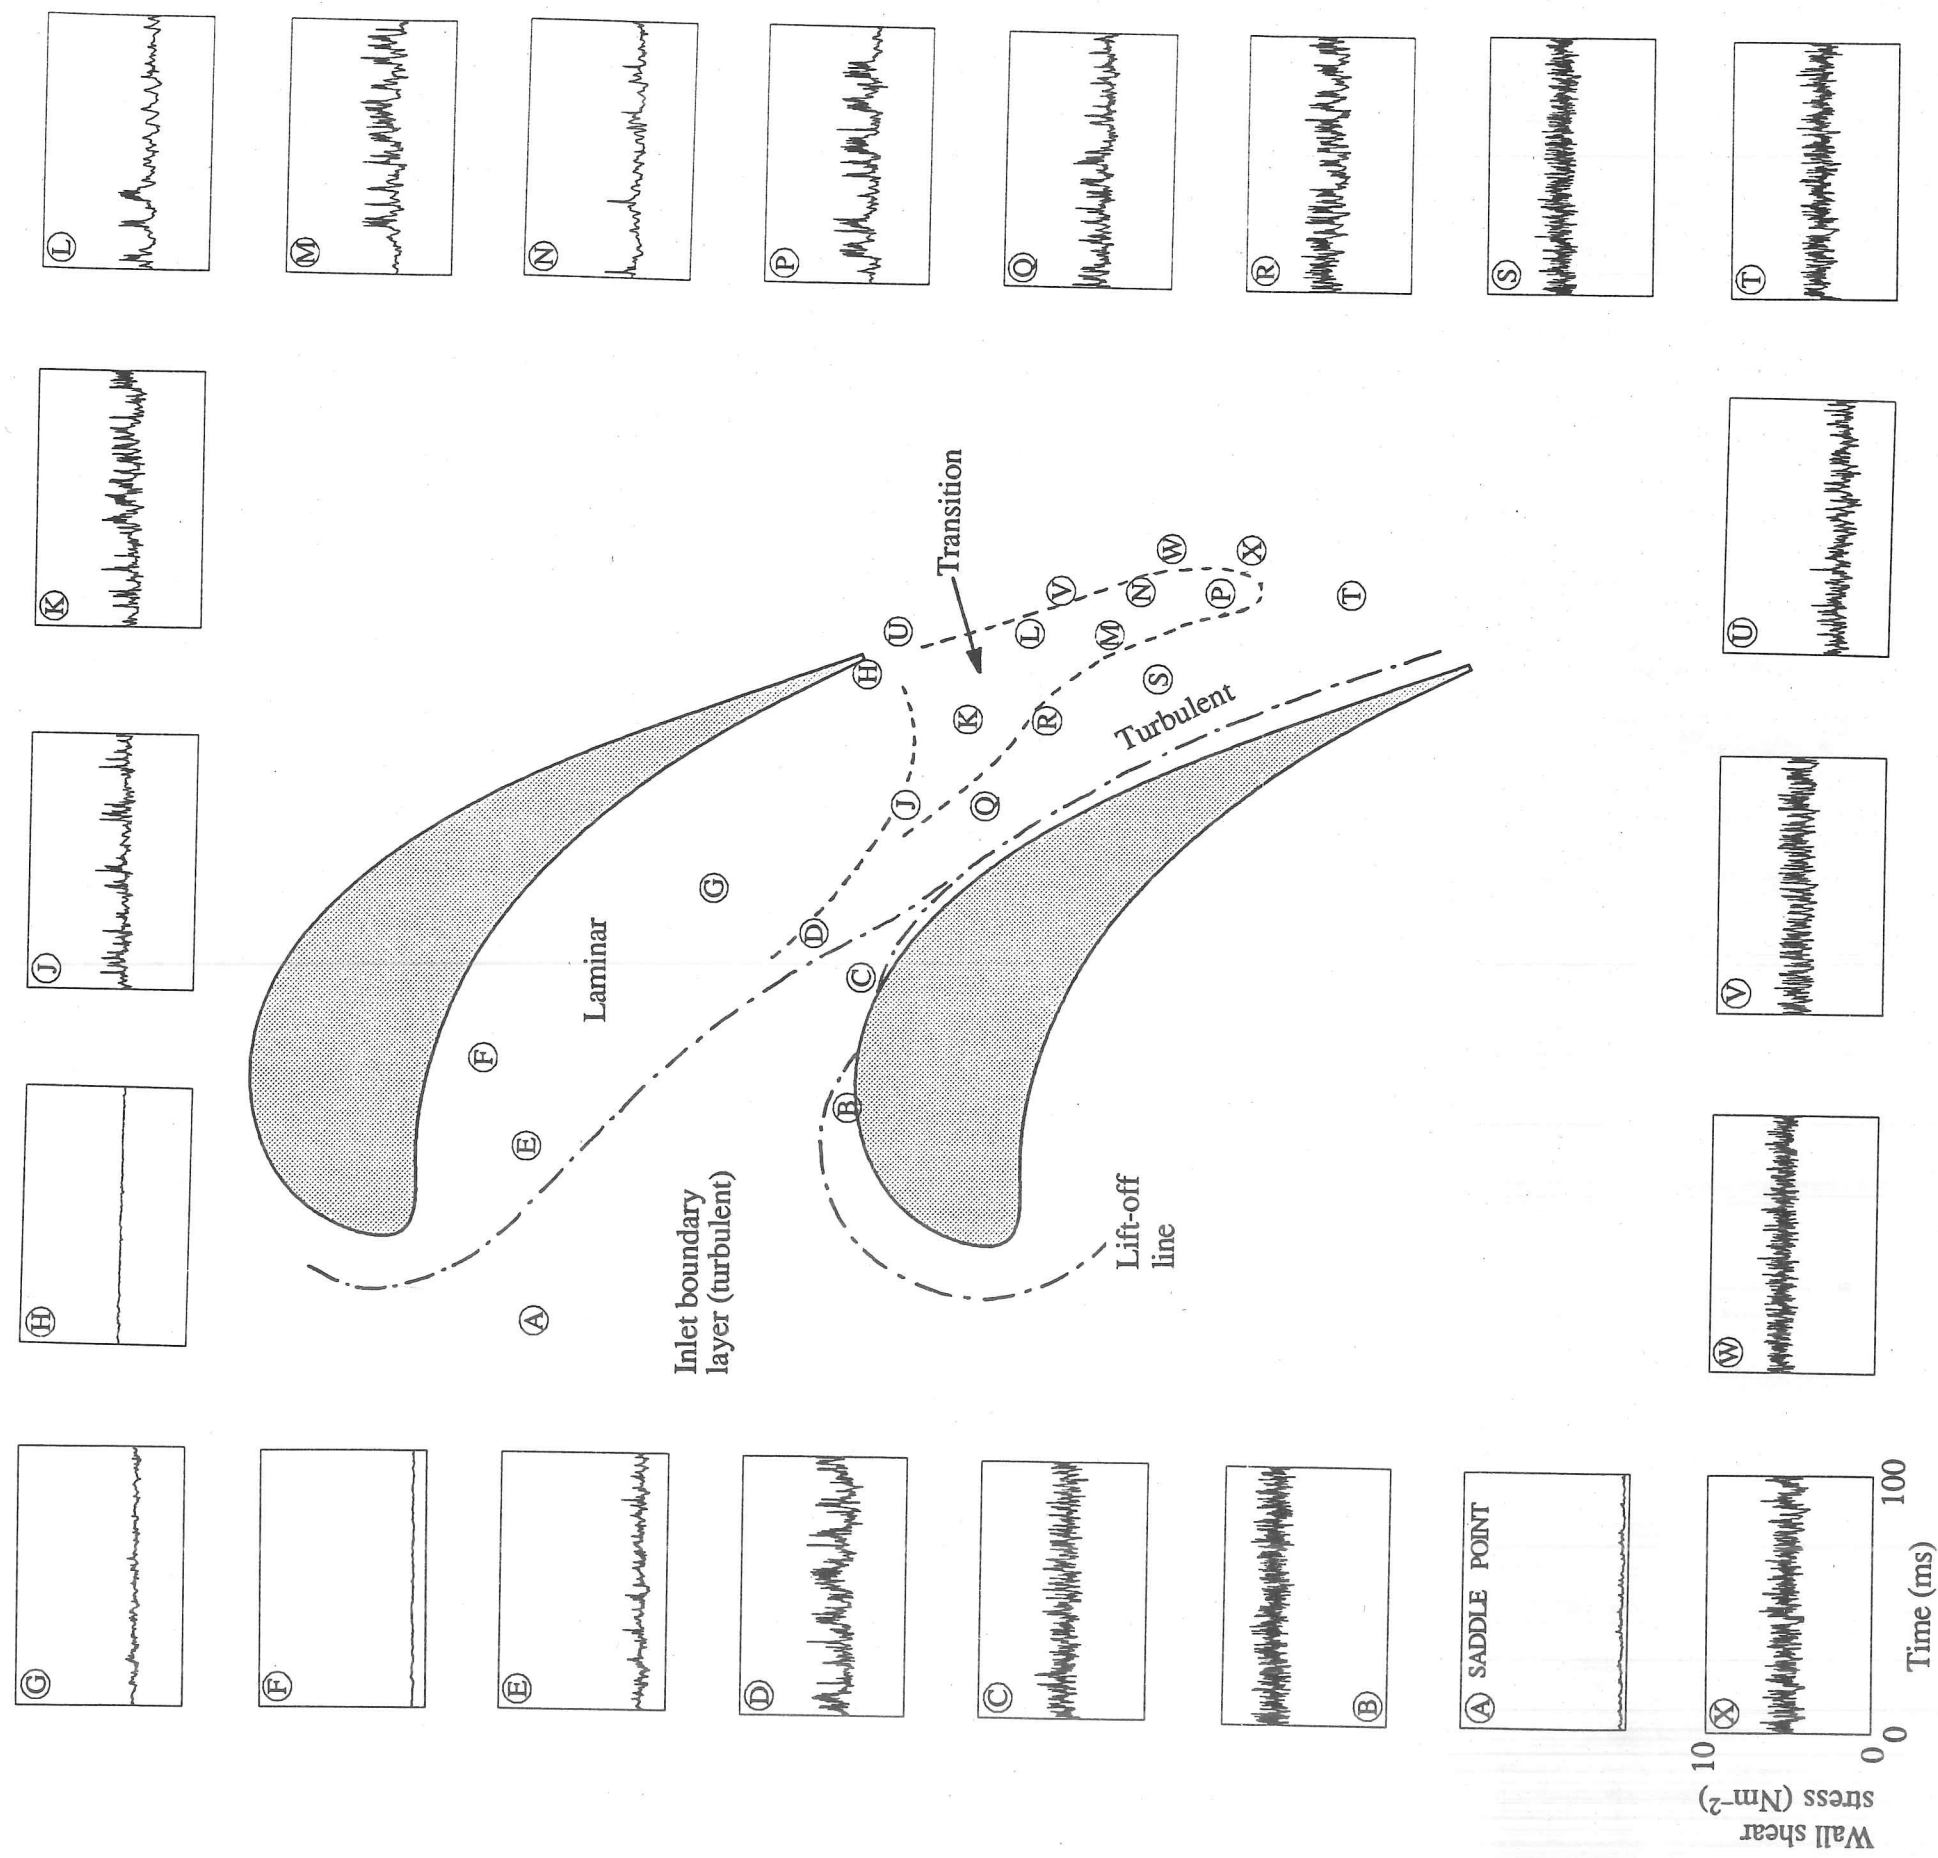 L
M
N
P
Q
R
S
T
K
U
J
V
H
W
G
F
E
D
C
B
A SADDLE POINT
X
Transition
Laminar
Turbulent
Inlet boundary
layer (turbulent)
Lift-off
line
A
B
C
D
E
F
G
H
J
K
L
M
N
P
Q
R
S
T
U
V
W
X
10
0
0
100
Time (ms)
Wall shear
stress (Nm⁻²)